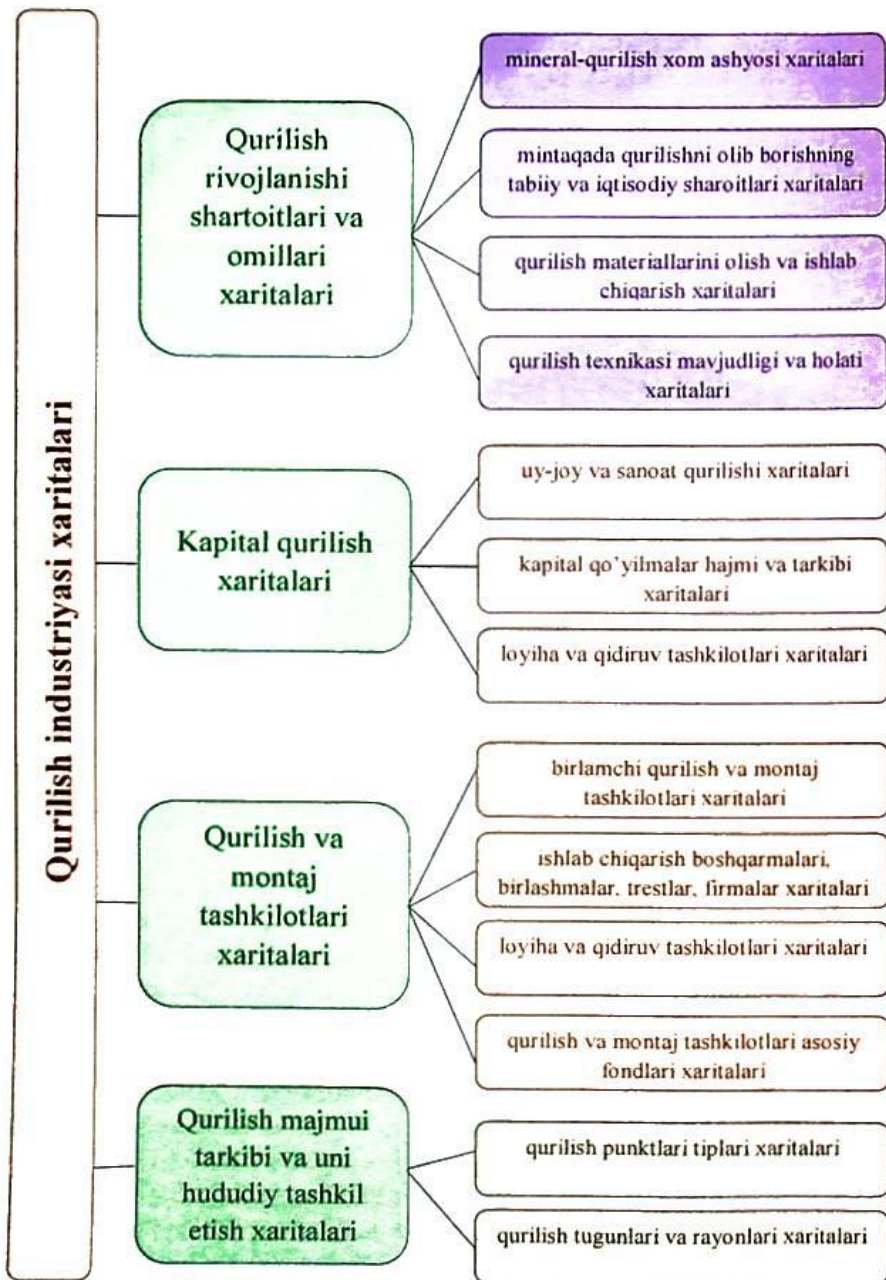 Qurilish industriyasi xaritalari
Qurilish
rivojlanishi
shartoitlari va
omillari
xaritalari
mineral-qurilish xom ashyosi xaritalari
mintaqada qurilishni olib borishning
tabiiy va iqtisodiy sharoitlari xaritalari
qurilish materiallarini olish va ishlab
chiqarish xaritalari
qurilish texnikasi mavjudligi va holati
xaritalari
Kapital qurilish
xaritalari
uy-joy va sanoat qurilishi xaritalari
kapital qo'yilmalar hajmi va tarkibi
xaritalari
loyiha va qidiruv tashkilotlari xaritalari
Qurilish va
montaj
tashkilotlari
xaritalari
birlamchi qurilish va montaj
tashkilotlari xaritalari
ishlab chiqarish boshqarmalari,
birlashmalar, trestlar, firmalar xaritalari
loyiha va qidiruv tashkilotlari xaritalari
qurilish va montaj tashkilotlari asosiy
fondlari xaritalari
Qurilish majmui
tarkibi va uni
hududiy tashkil
etish xaritalari
qurilish punktlari tiplari xaritalari
qurilish tugunlari va rayonlari xaritalari